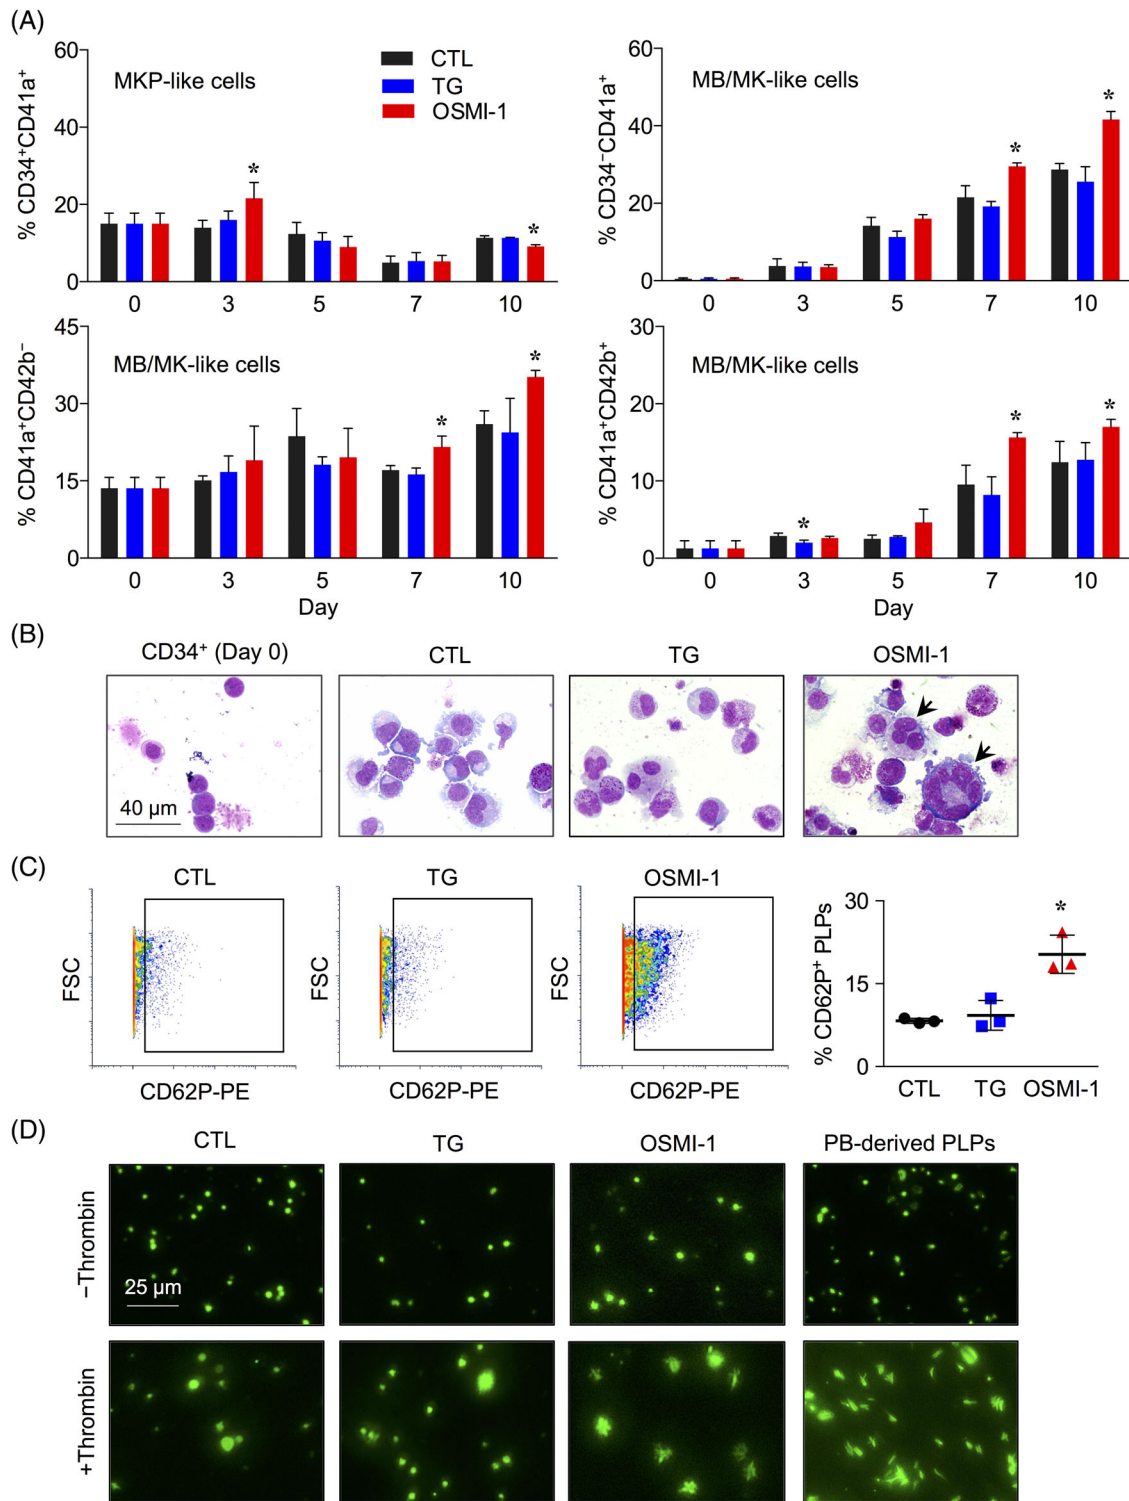 (A)
60
40
20
0
% CD34⁺CD41a⁺
MKP-like cells
CTL
TG
OSMI-1
*
*
0 3 5 7 10
60
40
20
0
% CD34⁻CD41a⁺
MB/MK-like cells
*
*
0 3 5 7 10
45
30
15
0
% CD41a⁺CD42b⁻
MB/MK-like cells
*
*
0 3 5 7 10
Day
30
20
10
0
% CD41a⁺CD42b⁺
MB/MK-like cells
*
*
*
0 3 5 7 10
Day
(B)
CD34⁺ (Day 0)
CTL
TG
OSMI-1
40 μm
(C)
CTL
FSC
CD62P-PE
TG
FSC
CD62P-PE
OSMI-1
FSC
CD62P-PE
30
15
0
% CD62P⁺ PLPs
*
CTL TG OSMI-1
(D)
CTL
TG
OSMI-1
PB-derived PLPs
−Thrombin
25 μm
+Thrombin